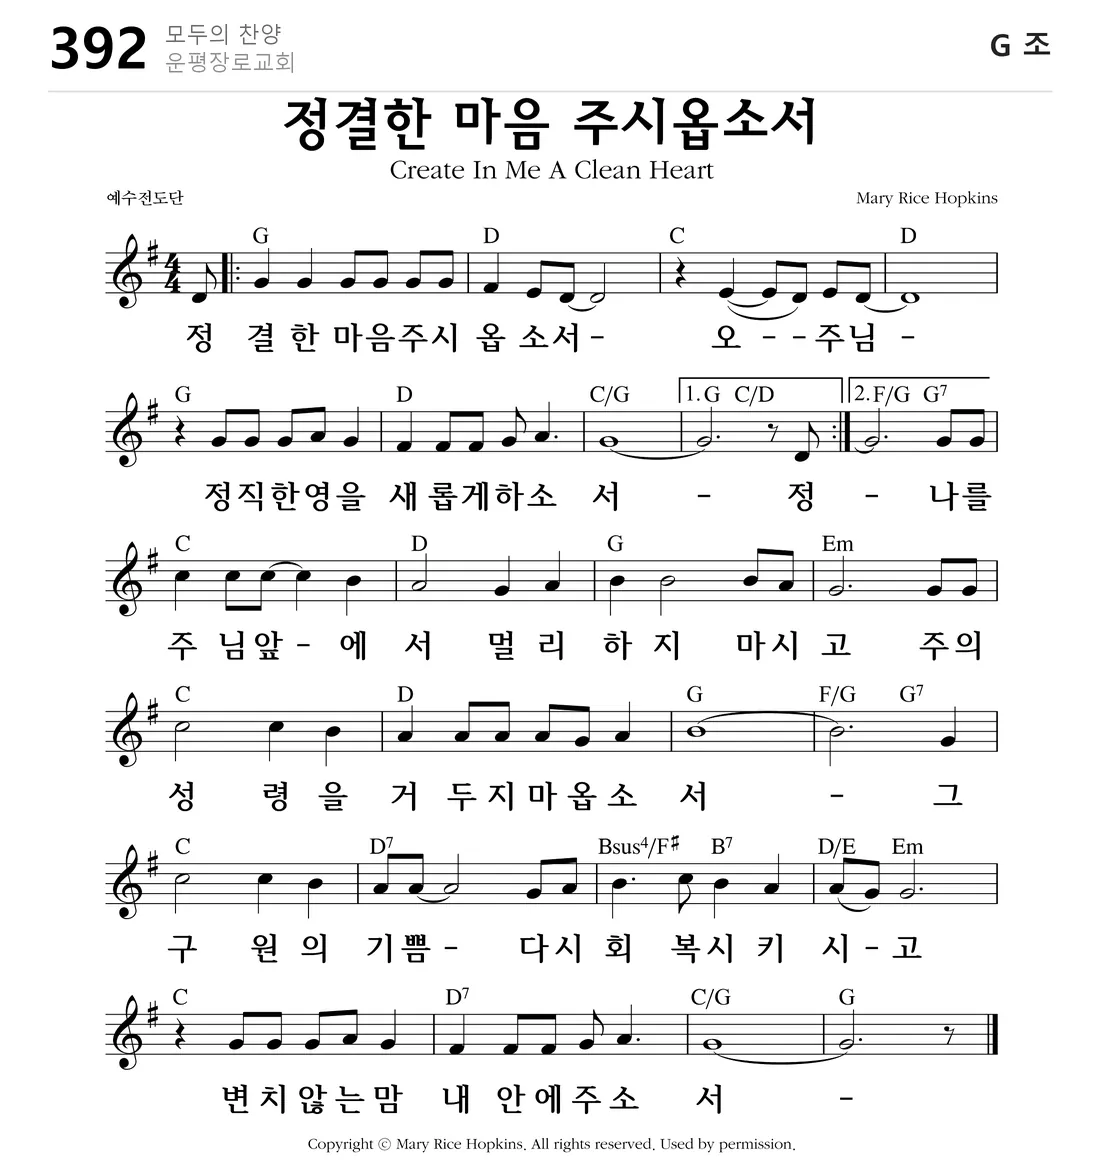 392 모두의 찬양 G 조
운평장로교회
정결한 마음 주시옵소서
Create In Me A Clean Heart
예수전도단 Mary Rice Hopkins
G D C D
정 결 한 마음주시 옵 소서- 오 - -주님 -
G D C/G 1. G C/D 2. F/G G7
정직한영을 새 롭게하소 서 - 정 - 나를
C D G Em
주 님앞 - 에 서 멀 리 하 지 마시 고 주의
C D G F/G G7
성 령 을 거 두 지 마 옵 소 서 - 그
C D7 Bsus4/F# B7 D/E Em
구 원 의 기쁨 - 다시 회 복시 키 시 - 고
C D7 C/G G
변 치 않 는 맘 내 안 에 주 소 서 -
Copyright ⓒ Mary Rice Hopkins. All rights reserved. Used by permission.